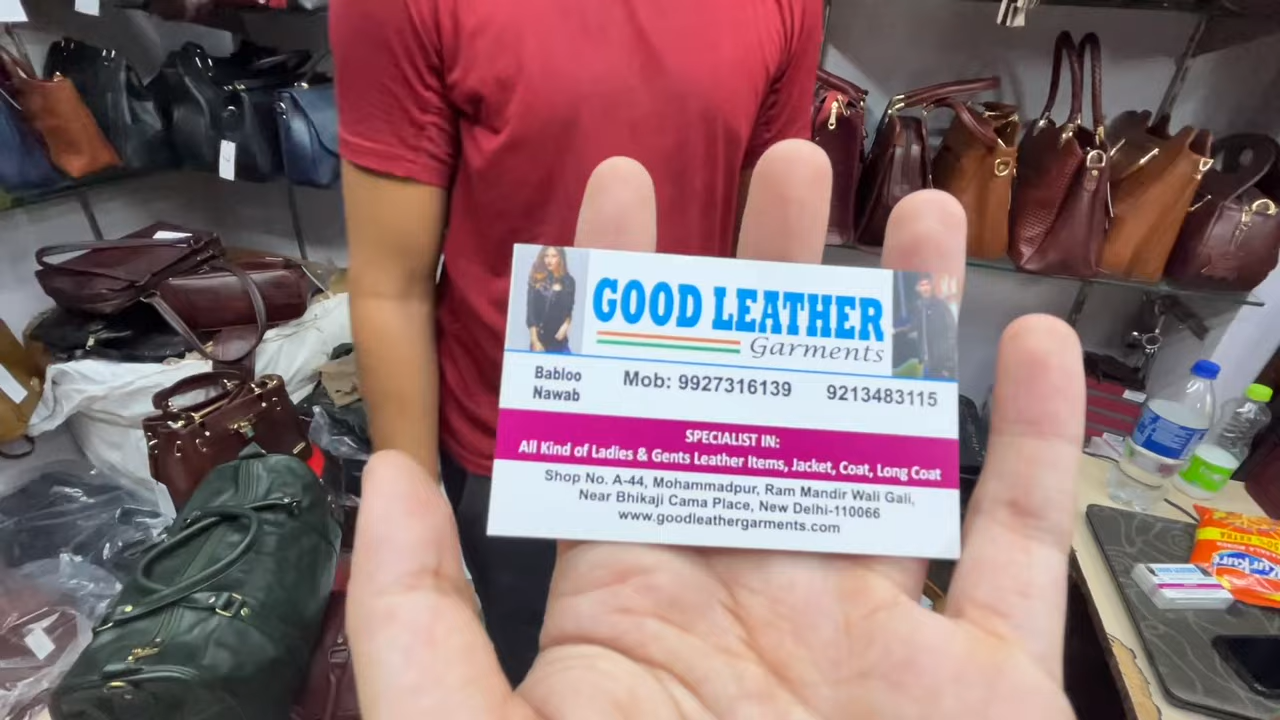 GOOD LEATHER
Garments
Babloo
Nawab
Mob: 9927316139 9213483115
SPECIALIST IN:
All Kind of Ladies & Gents Leather Items, Jacket, Coat, Long Coat
Shop No. A-44, Mohammadpur, Ram Mandir Wali Gali,
Near Bhikaji Cama Place, New Delhi-110066
www.goodleathergarments.com